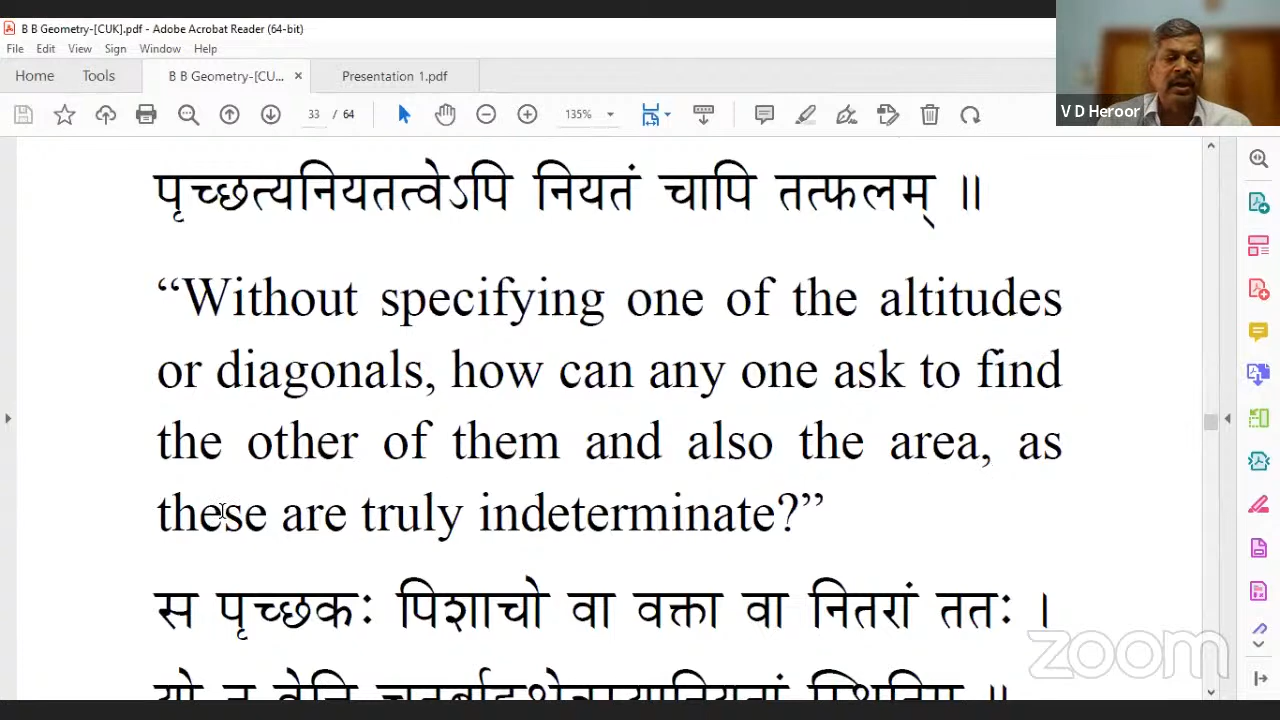 B B Geometry-[CUK].pdf - Adobe Acrobat Reader (64-bit)
File Edit View Sign Window Help
Home Tools B B Geometry-[CU... × Presentation 1.pdf
33 / 64 135%
V D Heroor
पृच्छत्यनियतत्वेऽपि नियतं चापि तत्फलम् ॥
“Without specifying one of the altitudes
or diagonals, how can any one ask to find
the other of them and also the area, as
these are truly indeterminate?”
स पृच्छकः पिशाचो वा वक्ता वा नितरां ततः ।
यो न वेत्ति चतुर्बाहुक्षेत्रस्यानियतां स्थितिम् ॥
zoom